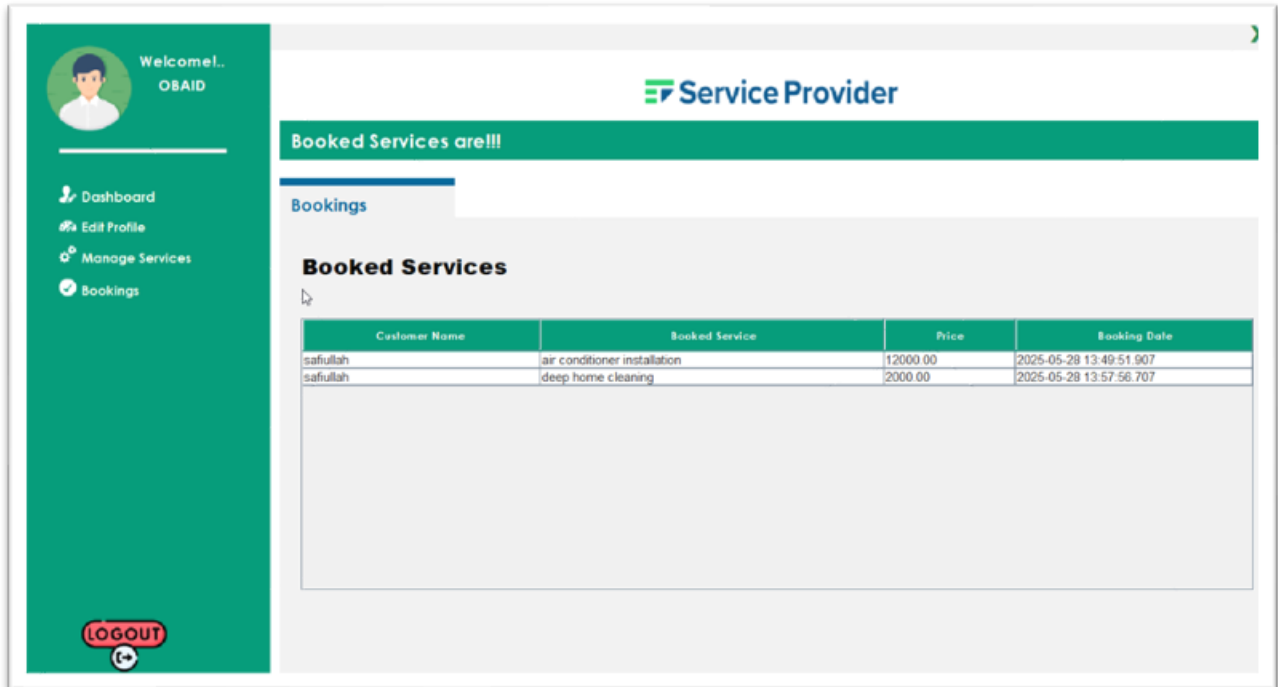 Welcome!..
OBAID
Dashboard
Edit Profile
Manage Services
Bookings
LOGOUT
Service Provider
Booked Services are!!!
Bookings
Booked Services
Customer Name Booked Service Price Booking Date
safiullah air conditioner installation 12000.00 2025-05-28 13:49:51.907
safiullah deep home cleaning 2000.00 2025-05-28 13:57:56.707